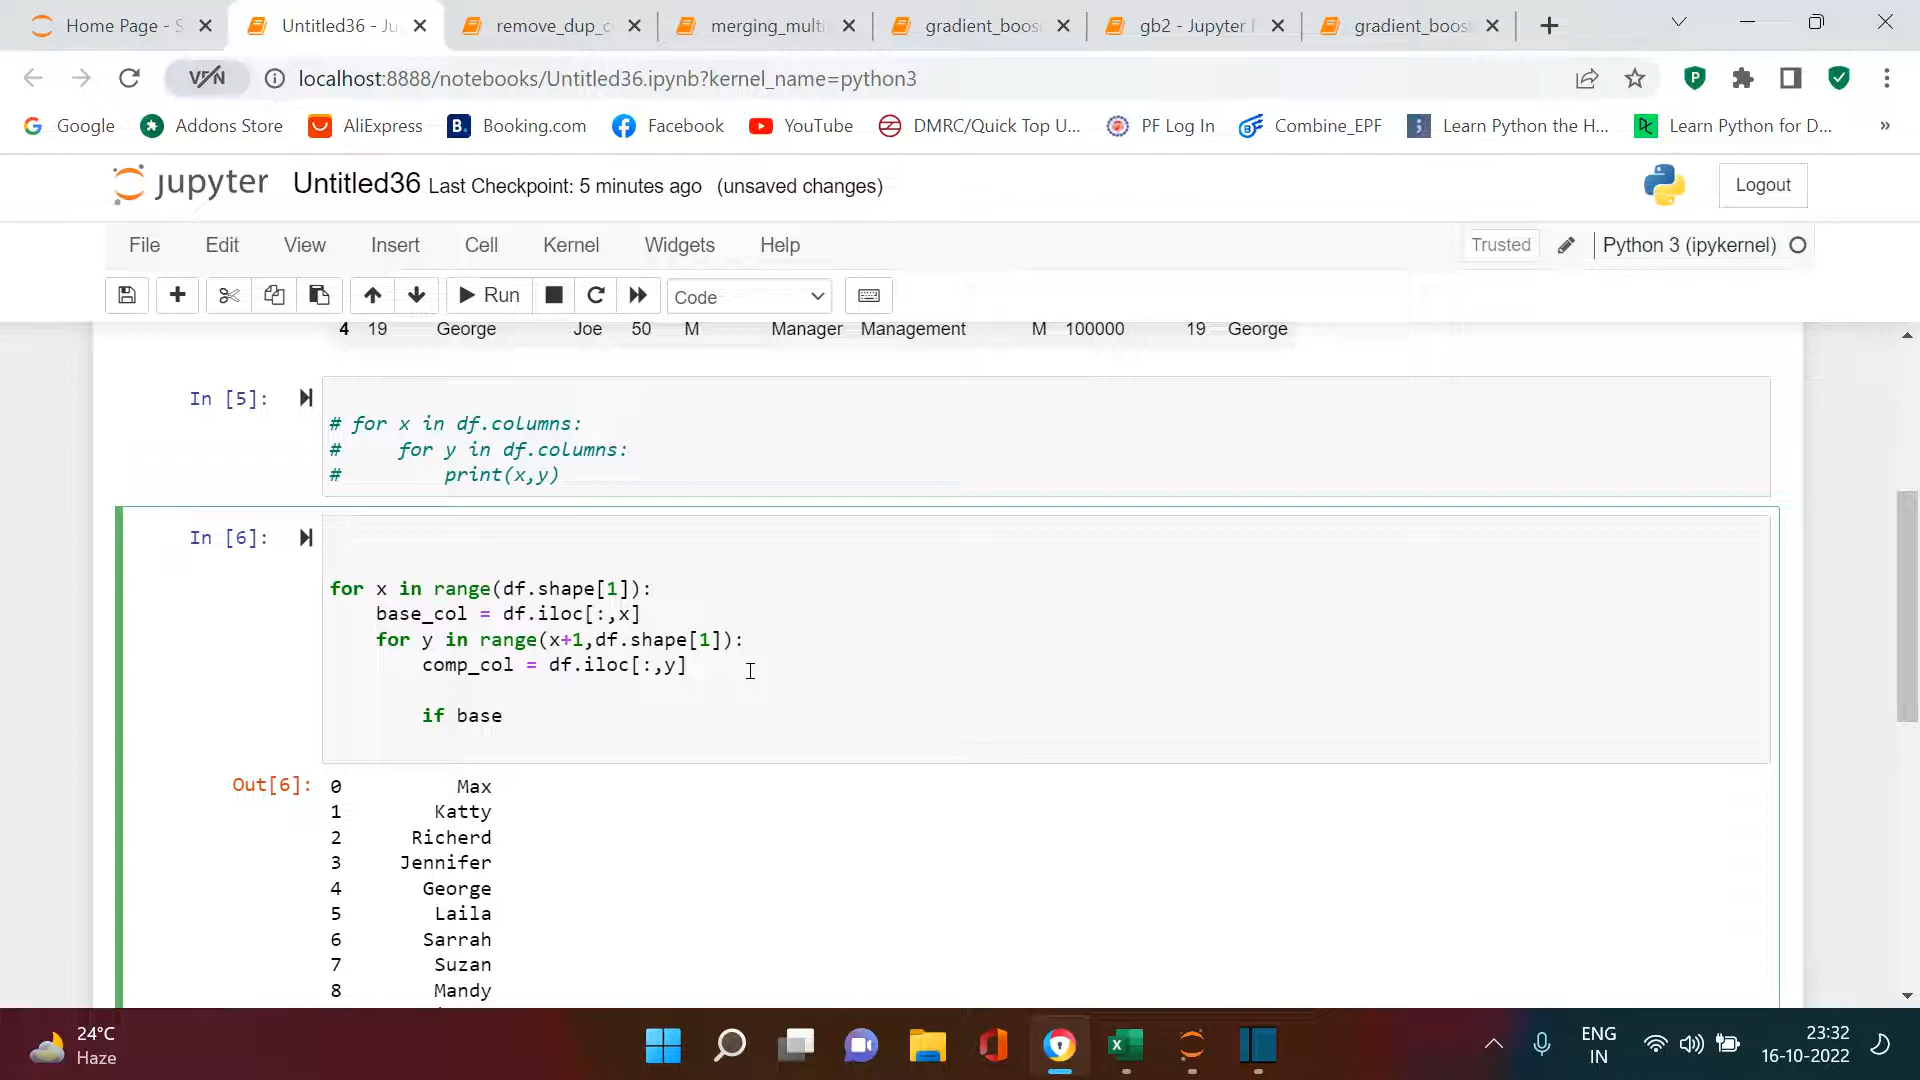 Home Page - S
Untitled36 - Ju
remove_dup_c
merging_multi
gradient_boos
gb2 - Jupyter
gradient_boos
VPN
localhost:8888/notebooks/Untitled36.ipynb?kernel_name=python3
Google
Addons Store
AliExpress
Booking.com
Facebook
YouTube
DMRC/Quick Top U...
PF Log In
Combine_EPF
Learn Python the H...
Learn Python for D...
»
jupyter Untitled36 Last Checkpoint: 5 minutes ago (unsaved changes)
Logout
File Edit View Insert Cell Kernel Widgets Help
Trusted
Python 3 (ipykernel)
Run
Code
4 19 George Joe 50 M Manager Management M 100000 19 George
In [5]:
# for x in df.columns:
#     for y in df.columns:
#         print(x,y)
In [6]:
for x in range(df.shape[1]):
    base_col = df.iloc[:,x]
    for y in range(x+1,df.shape[1]):
        comp_col = df.iloc[:,y]
        if base
Out[6]:
0 Max
1 Katty
2 Richerd
3 Jennifer
4 George
5 Laila
6 Sarrah
7 Suzan
8 Mandy
24°C
Haze
ENG
IN
23:32
16-10-2022